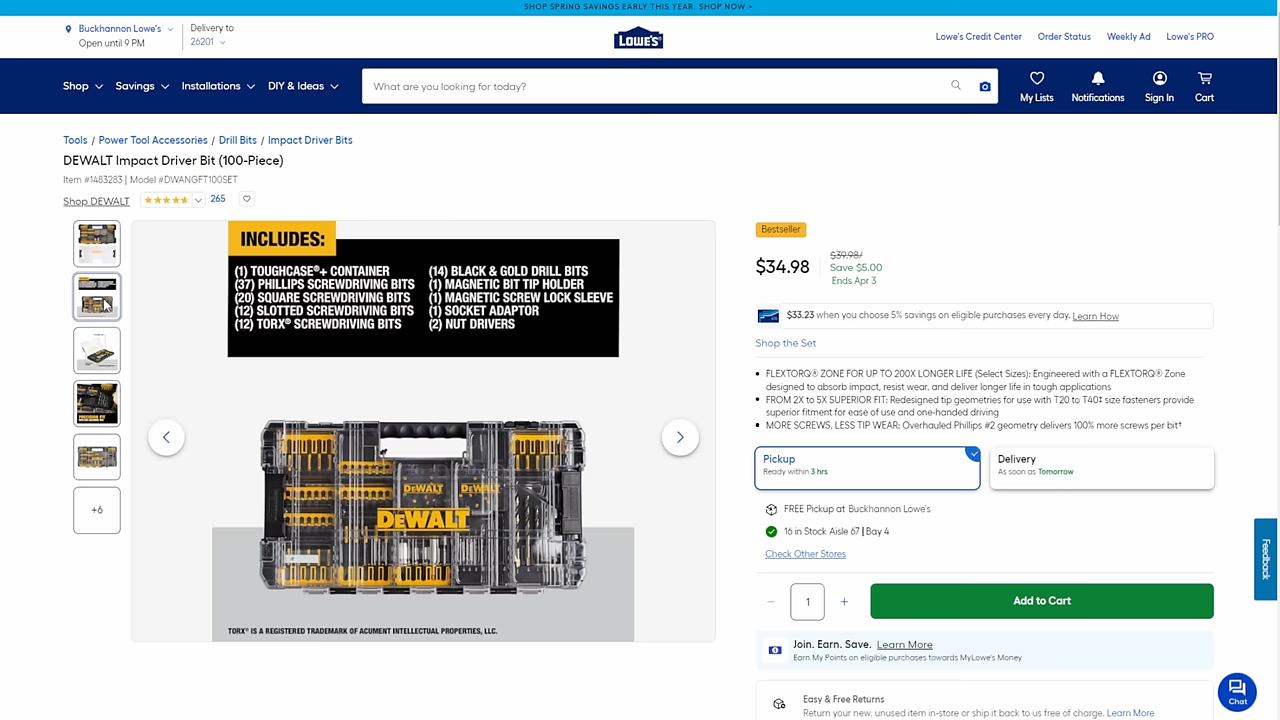 SHOP SPRING SAVINGS EARLY THIS YEAR. SHOP NOW >
Buckhannon Lowe's
Open until 9 PM
Delivery to
26201
LOWE'S
Lowe's Credit Center
Order Status
Weekly Ad
Lowe's PRO
Shop
Savings
Installations
DIY & Ideas
What are you looking for today?
My Lists
Notifications
Sign In
Cart
Tools / Power Tool Accessories / Drill Bits / Impact Driver Bits
DEWALT Impact Driver Bit (100-Piece)
Item #1483283 | Model #DWANGFT100SET
Shop DEWALT
265
+6
INCLUDES:
(1) TOUGHCASE®+ CONTAINER
(37) PHILLIPS SCREWDRIVING BITS
(20) SQUARE SCREWDRIVING BITS
(12) SLOTTED SCREWDRIVING BITS
(12) TORX® SCREWDRIVING BITS
(14) BLACK & GOLD DRILL BITS
(1) MAGNETIC BIT TIP HOLDER
(1) MAGNETIC SCREW LOCK SLEEVE
(1) SOCKET ADAPTOR
(2) NUT DRIVERS
DEWALT
DEWALT
DEWALT
TORX® IS A REGISTERED TRADEMARK OF ACUMENT INTELLECTUAL PROPERTIES, LLC.
Bestseller
$34.98
$39.98/
Save $5.00
Ends Apr 3
$33.23 when you choose 5% savings on eligible purchases every day. Learn How
Shop the Set
FLEXTORQ® ZONE FOR UP TO 200X LONGER LIFE (Select Sizes): Engineered with a FLEXTORQ® Zone
designed to absorb impact, resist wear, and deliver longer life in tough applications
FROM 2X to 5X SUPERIOR FIT: Redesigned tip geometries for use with T20 to T40‡ size fasteners provide
superior fitment for ease of use and one-handed driving
MORE SCREWS, LESS TIP WEAR: Overhauled Phillips #2 geometry delivers 100% more screws per bit†
Pickup
Ready within 3 hrs
Delivery
As soon as Tomorrow
FREE Pickup at Buckhannon Lowe's
16 in Stock Aisle 67 | Bay 4
Check Other Stores
1
Add to Cart
Join. Earn. Save. Learn More
Earn My Points on eligible purchases towards MyLowe's Money
Easy & Free Returns
Return your new, unused item in-store or ship it back to us free of charge. Learn More
Feedback
Chat